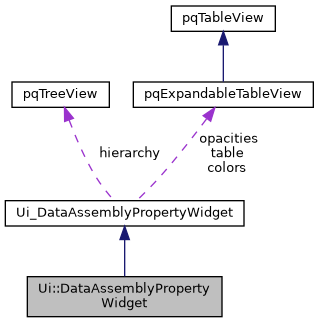 pqTableView
pqTreeView
pqExpandableTableView
hierarchy
opacities
table
colors
Ui_DataAssemblyPropertyWidget
Ui::DataAssemblyProperty
Widget